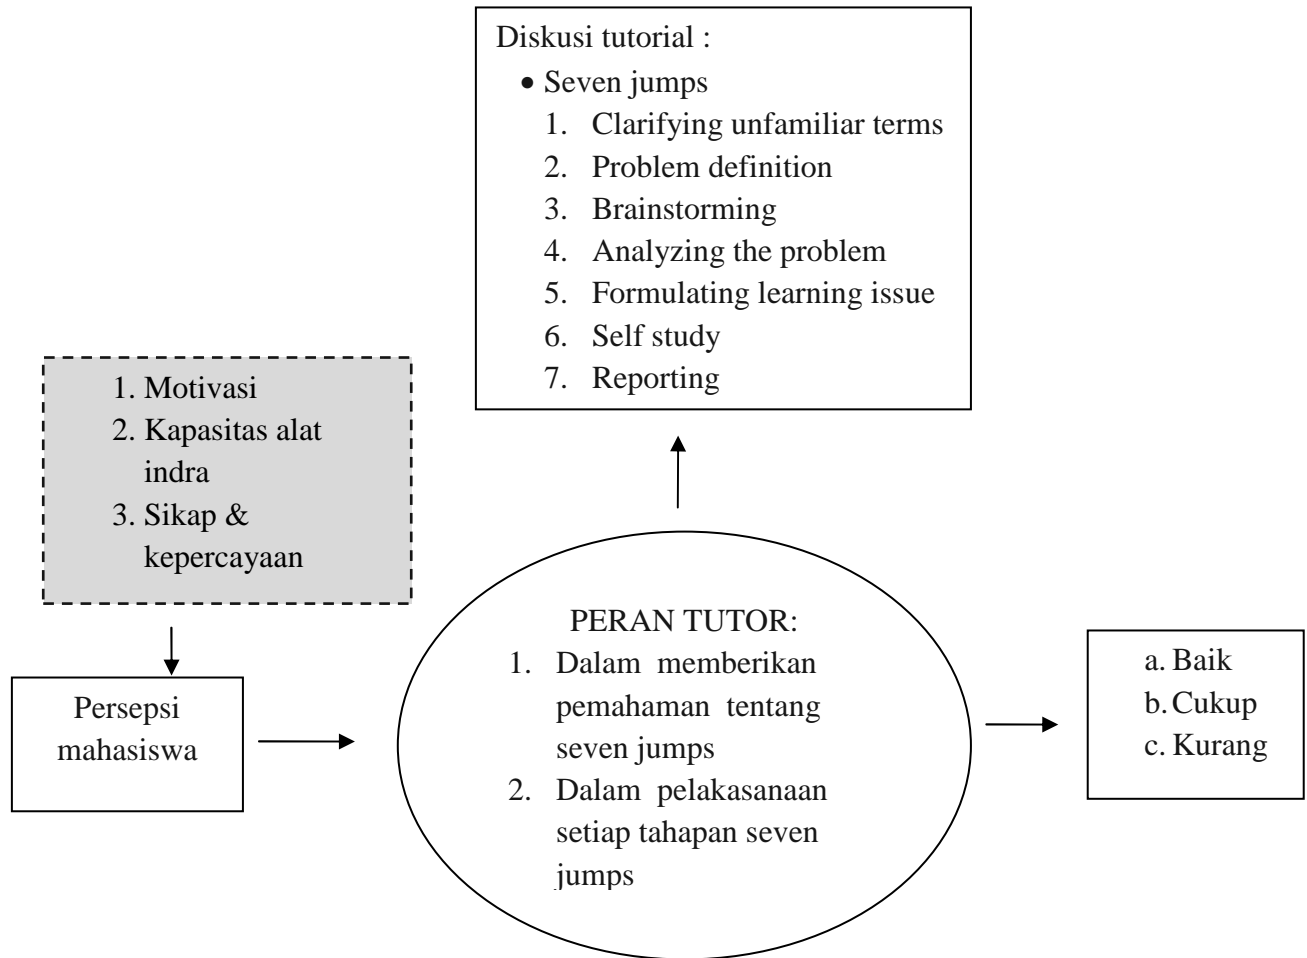 Diskusi tutorial :
• Seven jumps
1. Clarifying unfamiliar terms
2. Problem definition
3. Brainstorming
4. Analyzing the problem
5. Formulating learning issue
6. Self study
7. Reporting
1. Motivasi
2. Kapasitas alat
indra
3. Sikap &
kepercayaan
Persepsi
mahasiswa
PERAN TUTOR:
1. Dalam memberikan
pemahaman tentang
seven jumps
2. Dalam pelakasanaan
setiap tahapan seven
jumps
a. Baik
b. Cukup
c. Kurang